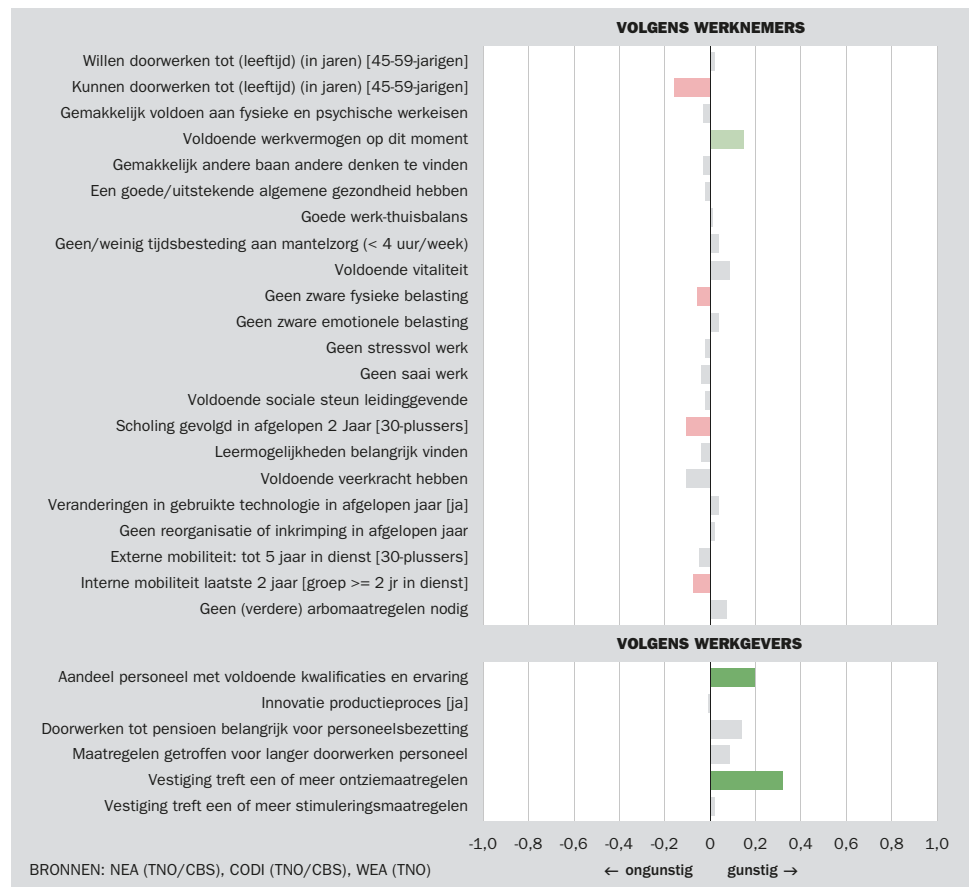 VOLGENS WERKNEMERS
Willen doorwerken tot (leeftijd) (in jaren) [45-59-jarigen]
Kunnen doorwerken tot (leeftijd) (in jaren) [45-59-jarigen]
Gemakkelijk voldoen aan fysieke en psychische werkeisen
Voldoende werkvermogen op dit moment
Gemakkelijk andere baan andere denken te vinden
Een goede/uitstekende algemene gezondheid hebben
Goede werk-thuisbalans
Geen/weinig tijdsbesteding aan mantelzorg (< 4 uur/week)
Voldoende vitaliteit
Geen zware fysieke belasting
Geen zware emotionele belasting
Geen stressvol werk
Geen saai werk
Voldoende sociale steun leidinggevende
Scholing gevolgd in afgelopen 2 Jaar [30-plussers]
Leermogelijkheden belangrijk vinden
Voldoende veerkracht hebben
Veranderingen in gebruikte technologie in afgelopen jaar [ja]
Geen reorganisatie of inkrimping in afgelopen jaar
Externe mobiliteit: tot 5 jaar in dienst [30-plussers]
Interne mobiliteit laatste 2 jaar [groep >= 2 jr in dienst]
Geen (verdere) arbomaatregelen nodig
VOLGENS WERKGEVERS
Aandeel personeel met voldoende kwalificaties en ervaring
Innovatie productieproces [ja]
Doorwerken tot pensioen belangrijk voor personeelsbezetting
Maatregelen getroffen voor langer doorwerken personeel
Vestiging treft een of meer ontziemaatregelen
Vestiging treft een of meer stimuleringsmaatregelen
-1,0 -0,8 -0,6 -0,4 -0,2 0 0,2 0,4 0,6 0,8 1,0
BRONNEN: NEA (TNO/CBS), CODI (TNO/CBS), WEA (TNO) ← ongunstig gunstig →